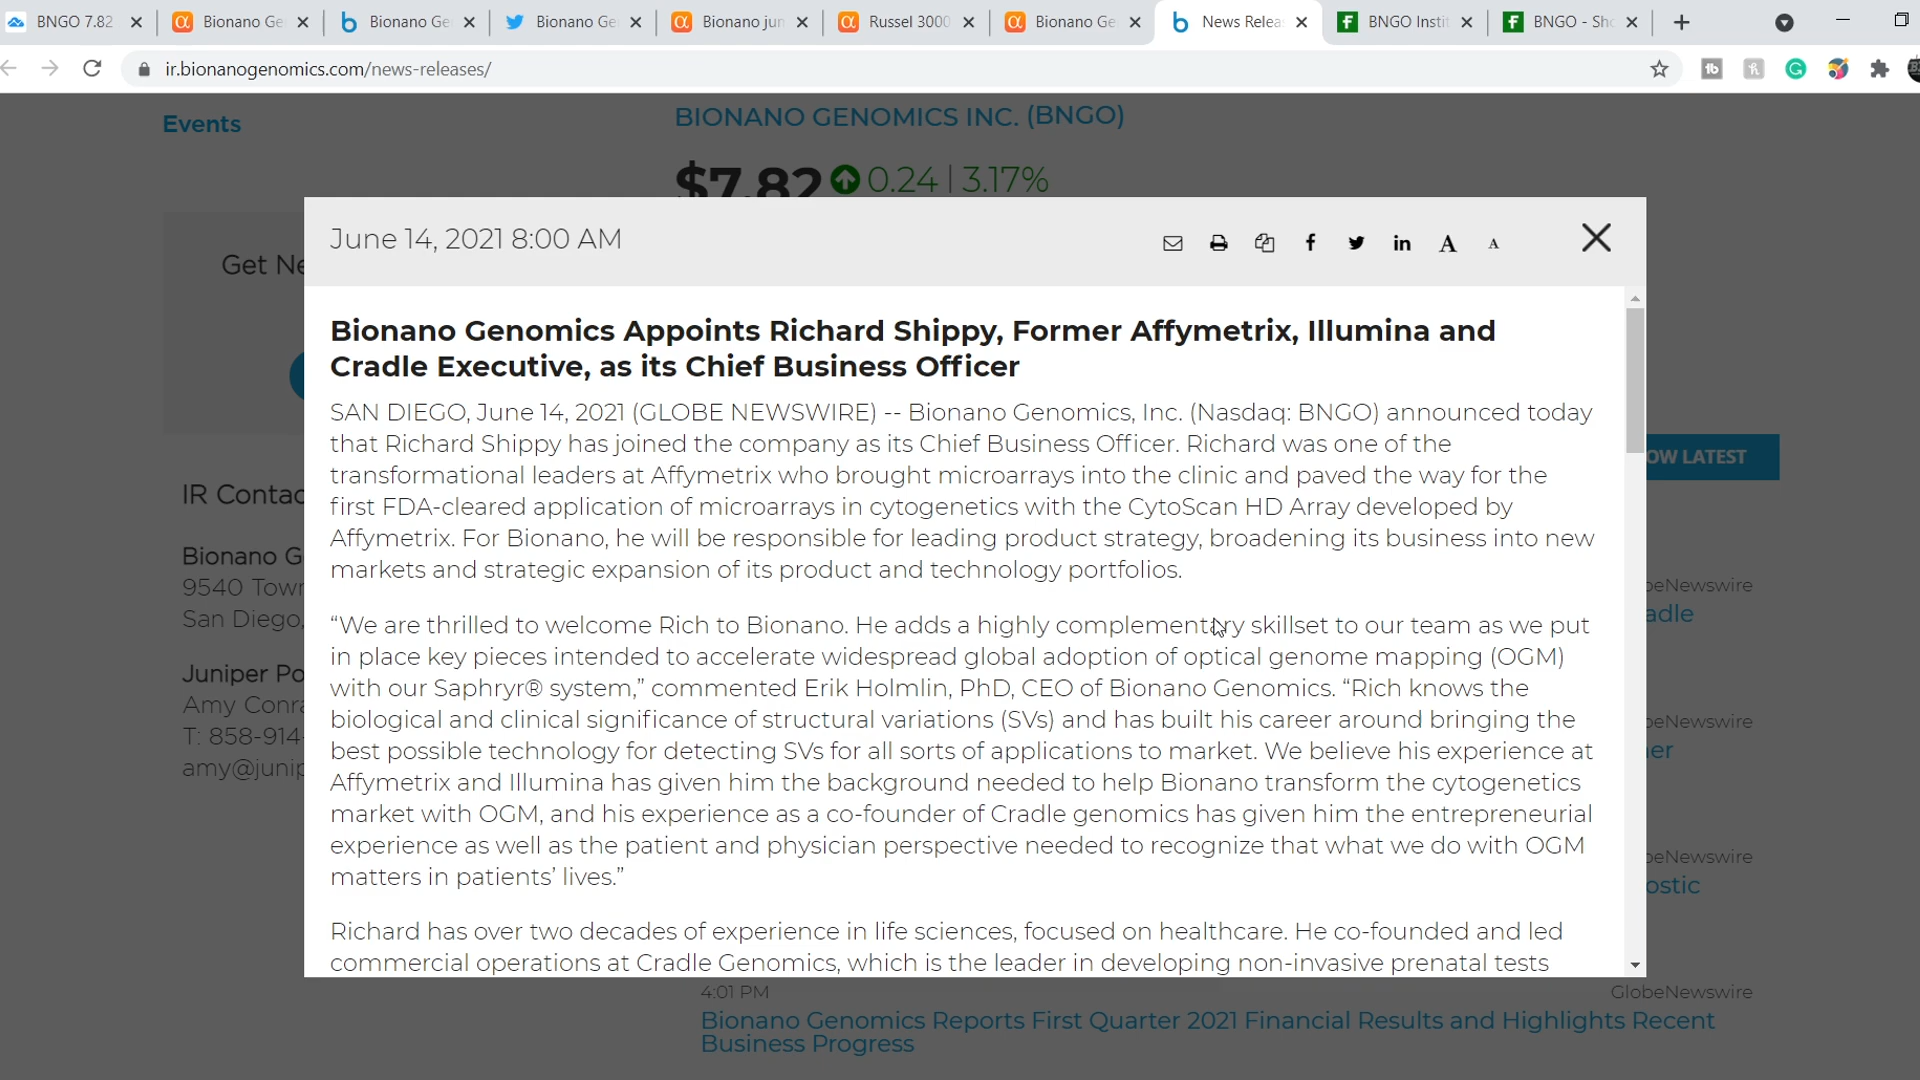 BNGO 7.82
Bionano Ge
Bionano Ge
Bionano Ge
Bionano jun
Russel 3000
Bionano Ge
News Relea
BNGO Instit
BNGO - Sho
ir.bionanogenomics.com/news-releases/
Events
BIONANO GENOMICS INC. (BNGO)
$7.82 0.24 | 3.17%
June 14, 2021 8:00 AM
Get Ne
Bionano Genomics Appoints Richard Shippy, Former Affymetrix, Illumina and
Cradle Executive, as its Chief Business Officer
SAN DIEGO, June 14, 2021 (GLOBE NEWSWIRE) -- Bionano Genomics, Inc. (Nasdaq: BNGO) announced today
that Richard Shippy has joined the company as its Chief Business Officer. Richard was one of the
transformational leaders at Affymetrix who brought microarrays into the clinic and paved the way for the
first FDA-cleared application of microarrays in cytogenetics with the CytoScan HD Array developed by
Affymetrix. For Bionano, he will be responsible for leading product strategy, broadening its business into new
markets and strategic expansion of its product and technology portfolios.
“We are thrilled to welcome Rich to Bionano. He adds a highly complementary skillset to our team as we put
in place key pieces intended to accelerate widespread global adoption of optical genome mapping (OGM)
with our Saphryr® system,” commented Erik Holmlin, PhD, CEO of Bionano Genomics. “Rich knows the
biological and clinical significance of structural variations (SVs) and has built his career around bringing the
best possible technology for detecting SVs for all sorts of applications to market. We believe his experience at
Affymetrix and Illumina has given him the background needed to help Bionano transform the cytogenetics
market with OGM, and his experience as a co-founder of Cradle genomics has given him the entrepreneurial
experience as well as the patient and physician perspective needed to recognize that what we do with OGM
matters in patients’ lives.”
Richard has over two decades of experience in life sciences, focused on healthcare. He co-founded and led
commercial operations at Cradle Genomics, which is the leader in developing non-invasive prenatal tests
OW LATEST
IR Contac
Bionano G
9540 Town
San Diego,
Juniper Po
Amy Conra
T: 858-914-
amy@junip
beNewswire
adle
beNewswire
er
beNewswire
ostic
4:01 PM
GlobeNewswire
Bionano Genomics Reports First Quarter 2021 Financial Results and Highlights Recent
Business Progress